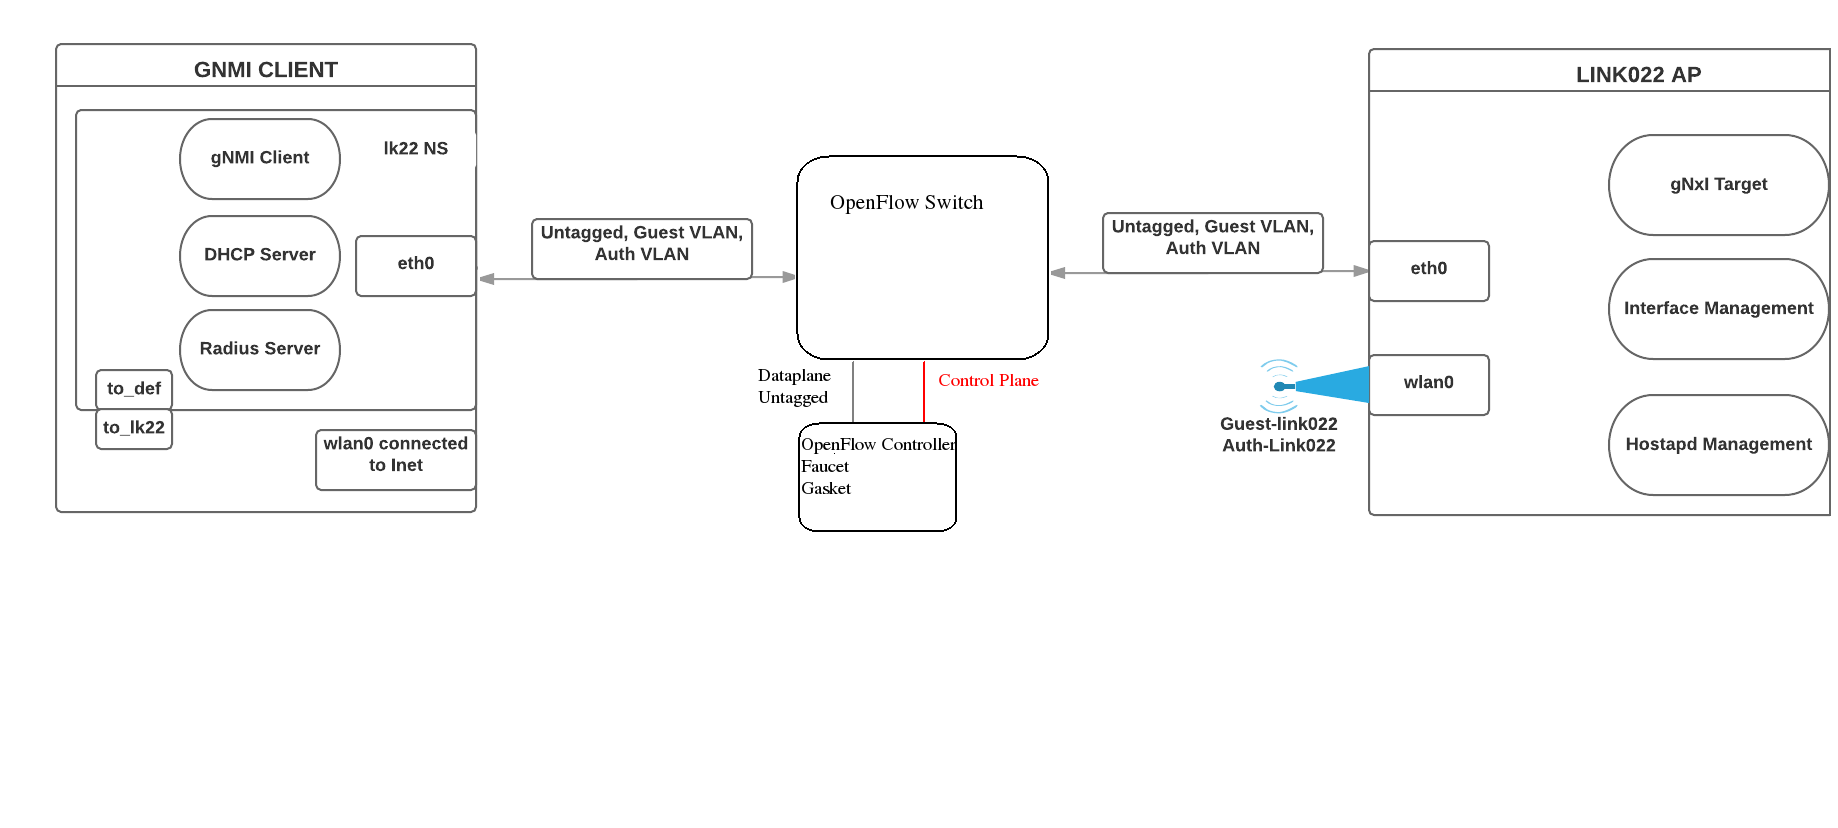 GNMI CLIENT
gNMI Client
lk22 NS
DHCP Server
eth0
Radius Server
to_def
to_lk22
wlan0 connected
to Inet
Untagged, Guest VLAN,
Auth VLAN
OpenFlow Switch
Dataplane
Untagged
Control Plane
OpenFlow Controller
Faucet
Gasket
Untagged, Guest VLAN,
Auth VLAN
LINK022 AP
gNxI Target
eth0
Interface Management
wlan0
Guest-link022
Auth-Link022
Hostapd Management